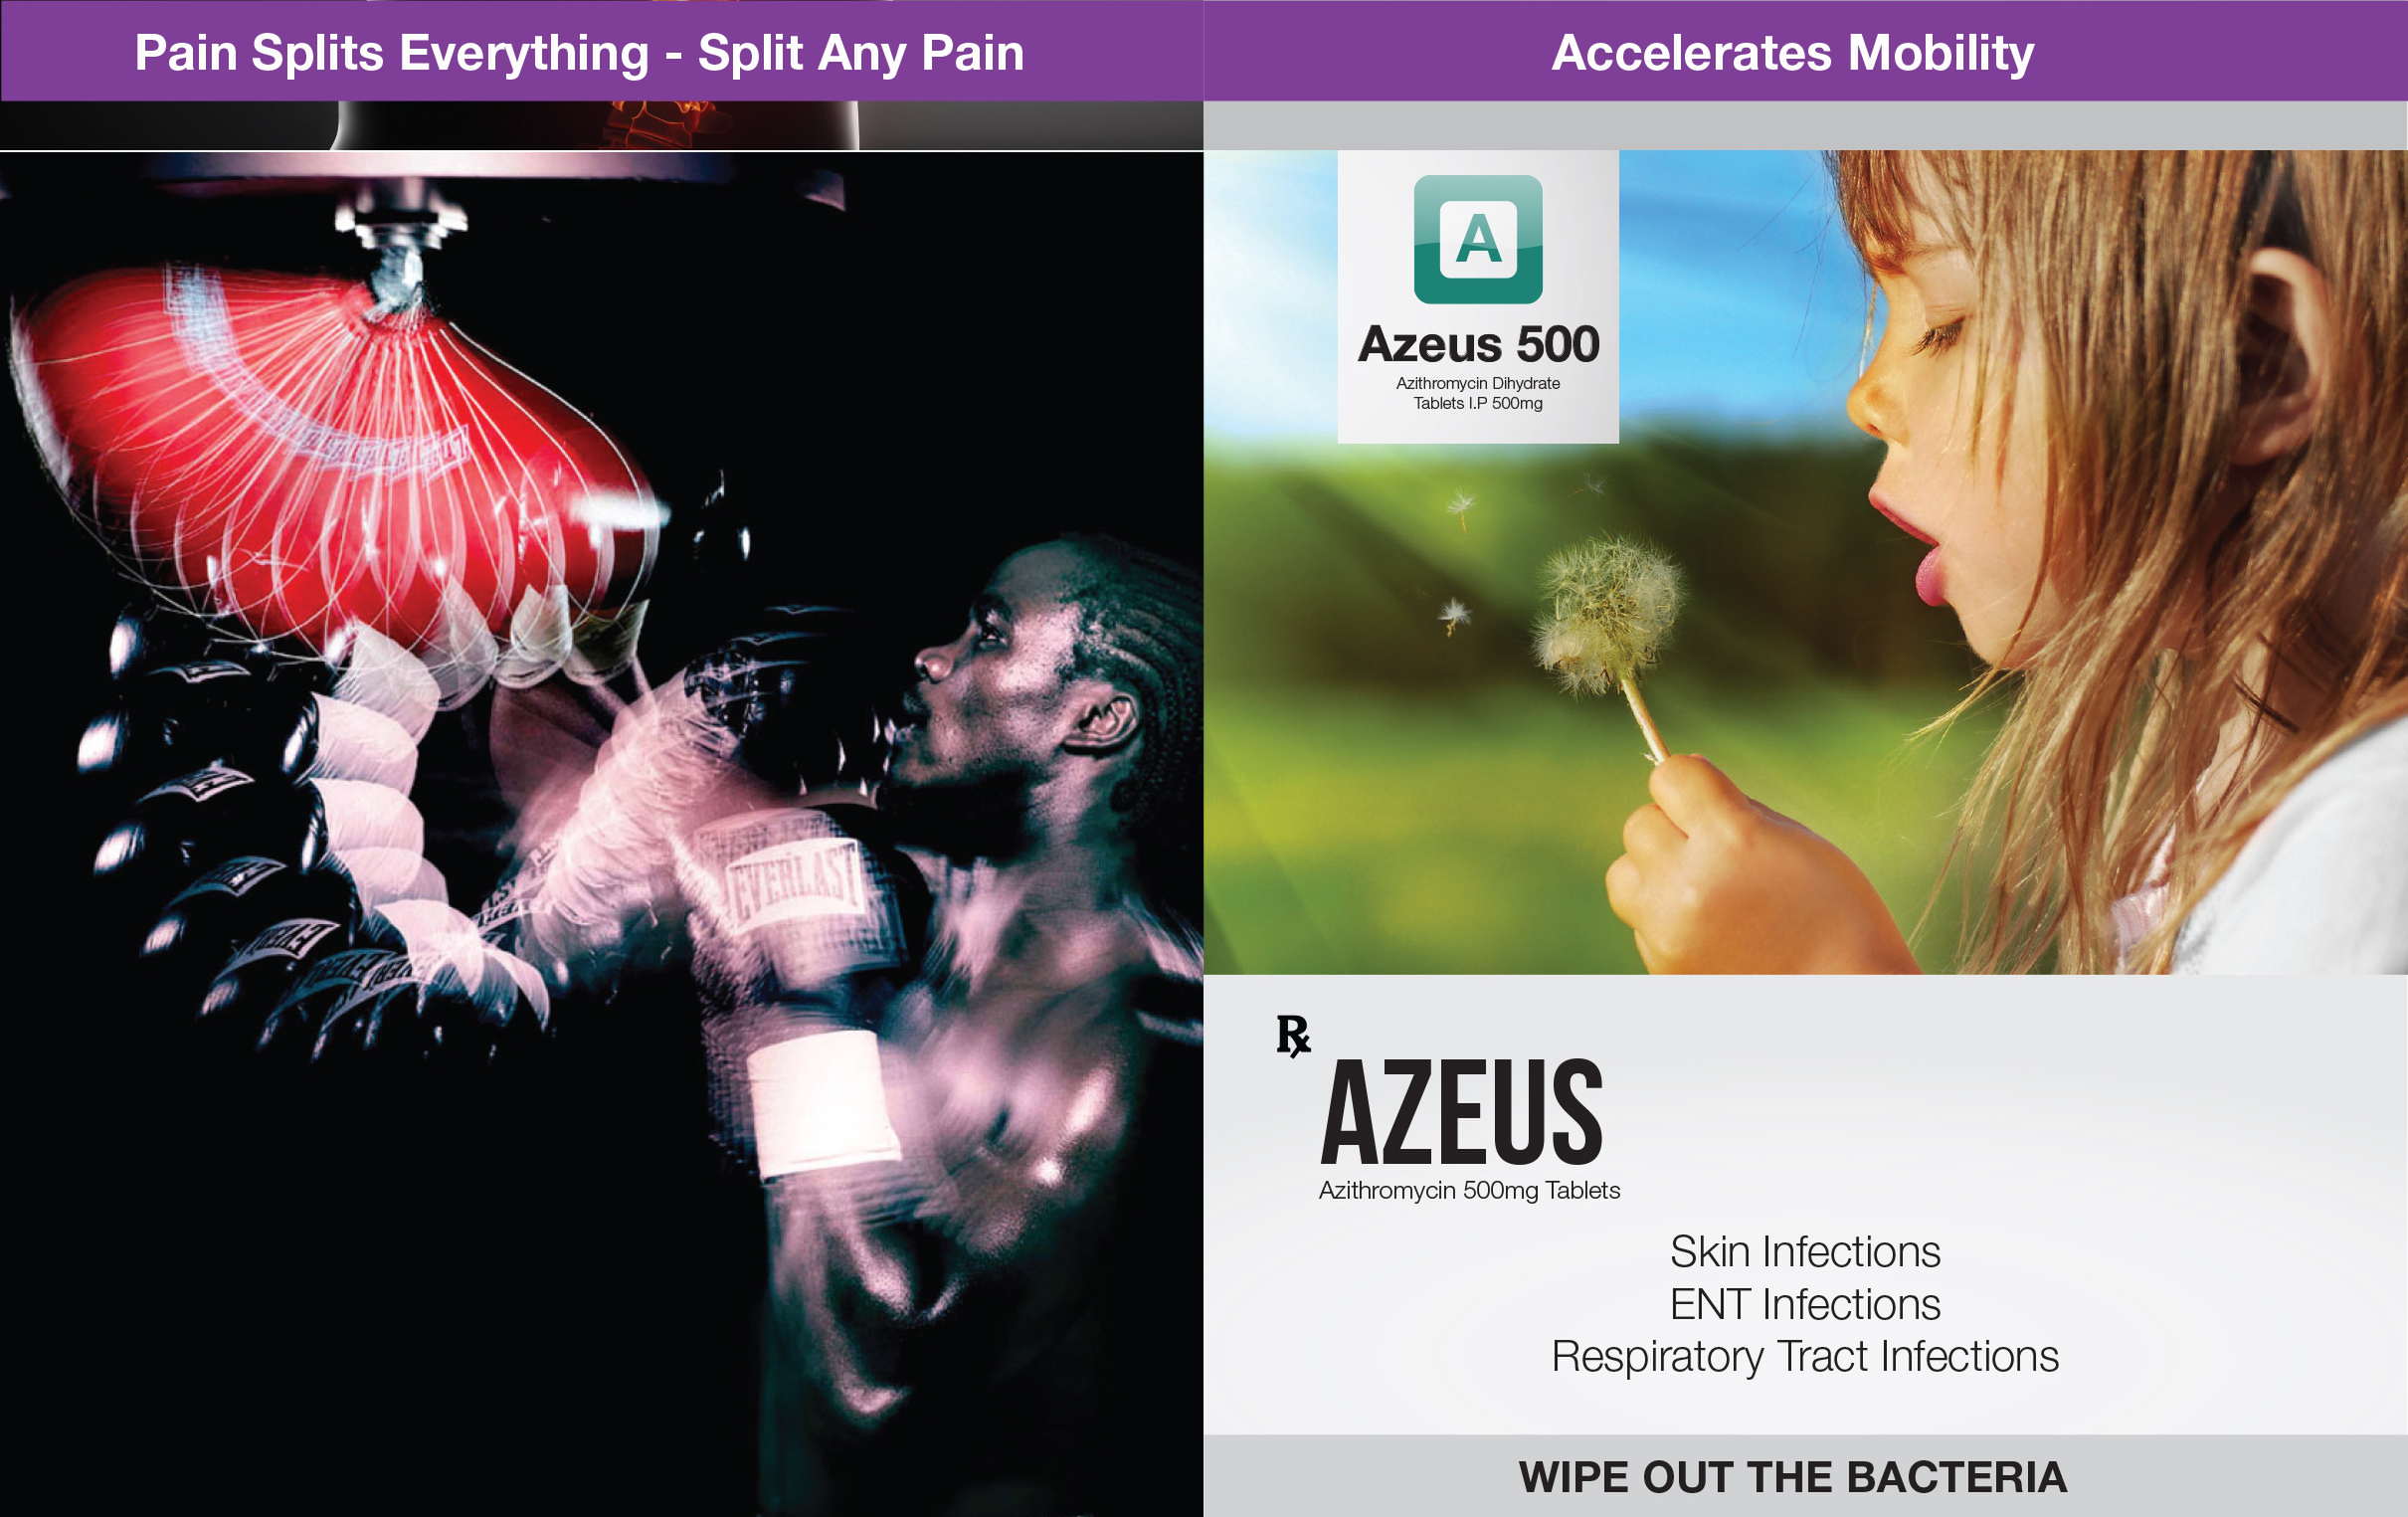 Pain Splits Everything - Split Any Pain
Accelerates Mobility
A
Azeus 500
Azithromycin Dihydrate
Tablets I.P 500mg
EVERLAST
℞
AZEUS
Azithromycin 500mg Tablets
Skin Infections
ENT Infections
Respiratory Tract Infections
WIPE OUT THE BACTERIA